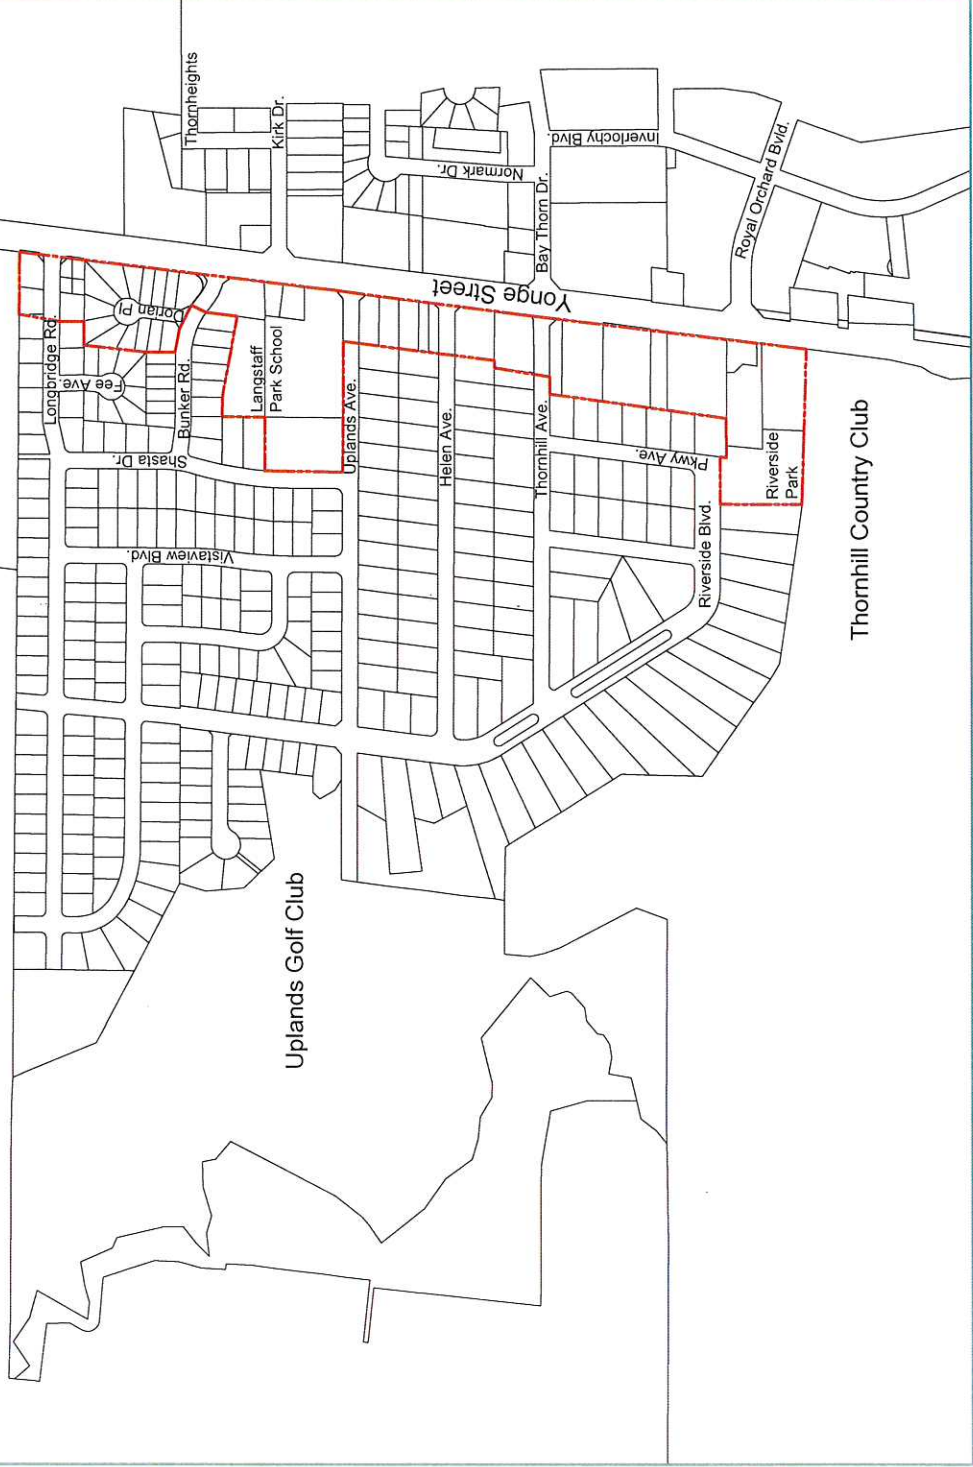 Thornheights
Kirk Dr.
Normark Dr.
Inverlochy Blvd.
Bay Thorn Dr.
Royal Orchard Bvld.
Yonge Street
Longbridge Rd.
Dorian Pl
Fee Ave.
Bunker Rd.
Langstaff
Park School
Shasta Dr.
Uplands Ave.
Helen Ave.
Thornhill Ave.
Pkwy Ave.
Riverside
Park
Vistaview Blvd.
Riverside Blvd.
Thornhill Country Club
Uplands Golf Club